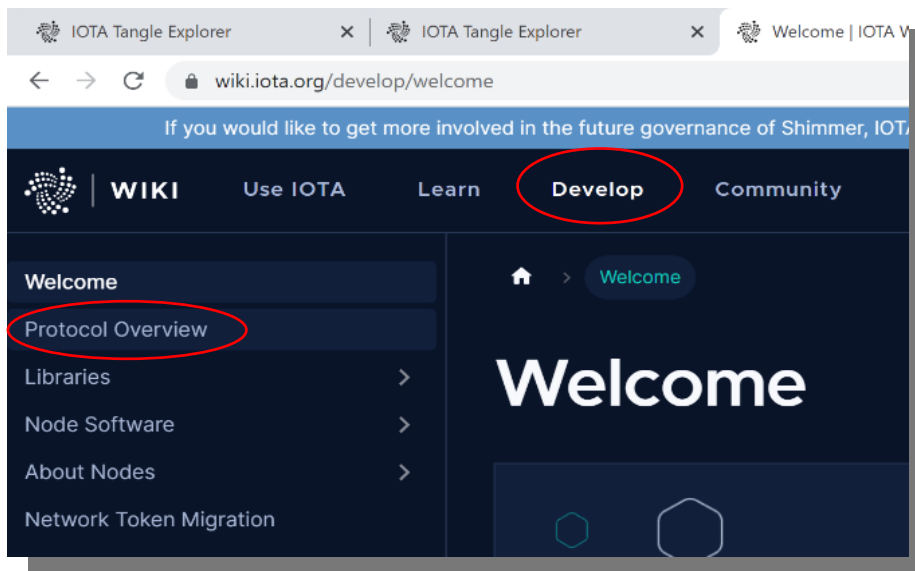 IOTA Tangle Explorer
IOTA Tangle Explorer
Welcome | IOTA W
wiki.iota.org/develop/welcome
If you would like to get more involved in the future governance of Shimmer, IOTA
WIKI
Use IOTA
Learn
Develop
Community
Welcome
Protocol Overview
Libraries
Node Software
About Nodes
Network Token Migration
Welcome
Welcome